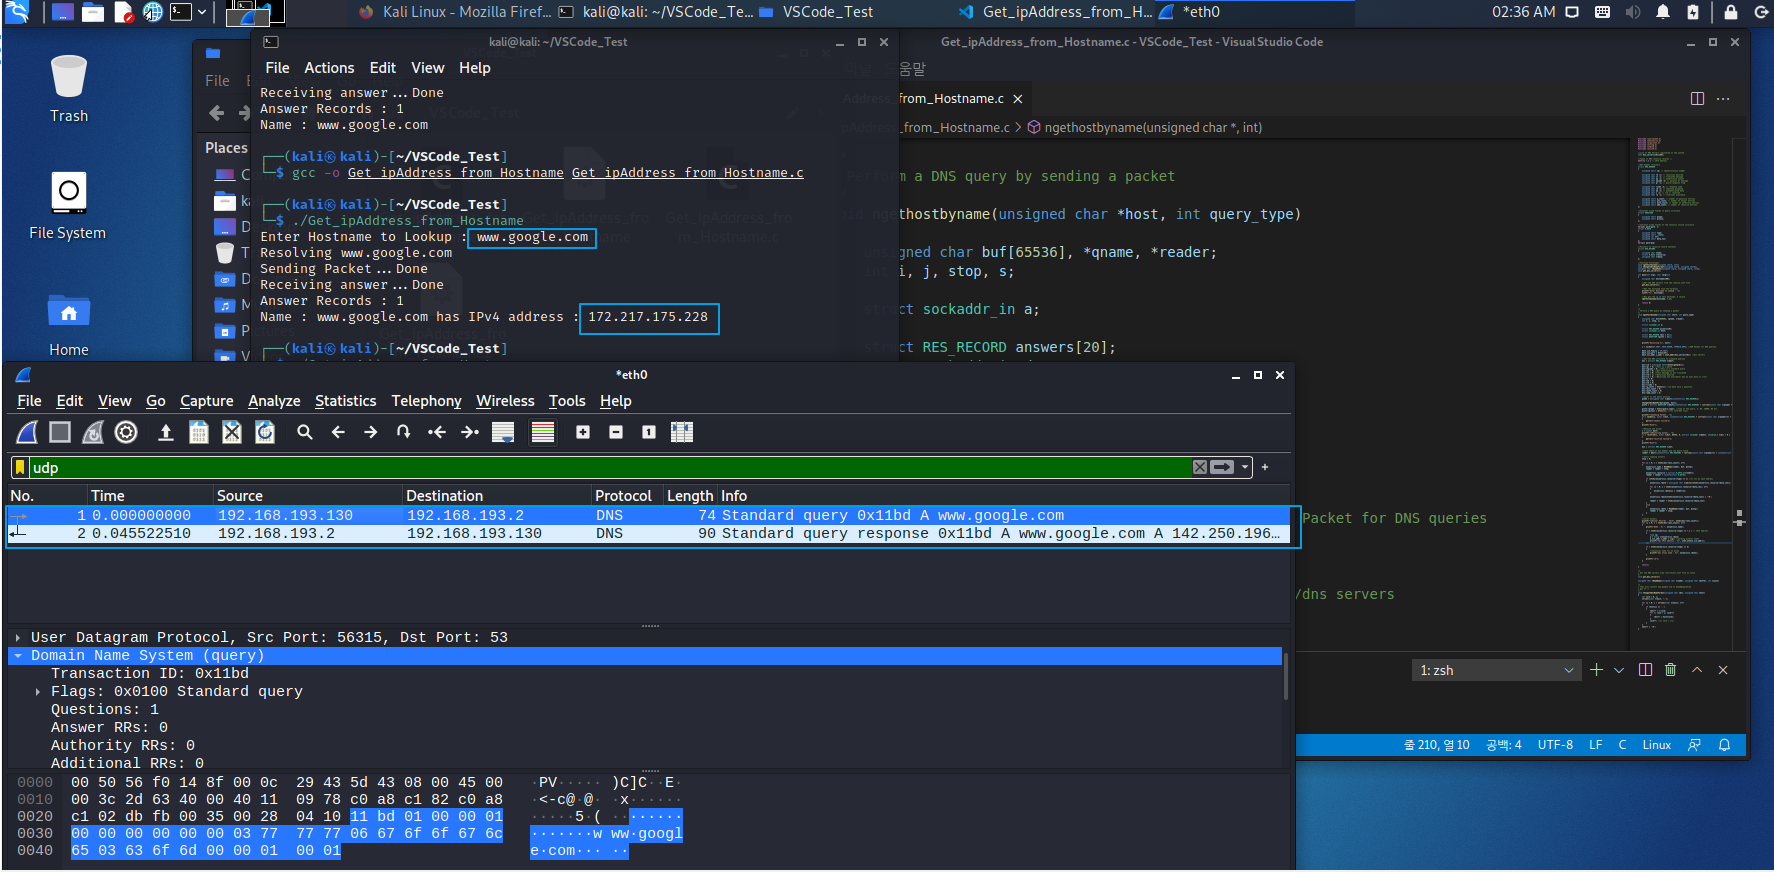 Kali Linux - Mozilla Firef...
kali@kali: ~/VSCode_Te...
VSCode_Test
Get_ipAddress_from_H...
*eth0
02:36 AM
Trash
File System
Home
File
Places
kali@kali: ~/VSCode_Test
File Actions Edit View Help
Receiving answer...Done
Answer Records : 1
Name : www.google.com
┌──(kali㉿kali)-[~/VSCode_Test]
└─$ gcc -o Get_ipAddress_from_Hostname Get_ipAddress_from_Hostname.c
┌──(kali㉿kali)-[~/VSCode_Test]
└─$ ./Get_ipAddress_from_Hostname
Enter Hostname to Lookup : www.google.com
Resolving www.google.com
Sending Packet...Done
Receiving answer...Done
Answer Records : 1
Name : www.google.com has IPv4 address : 172.217.175.228
┌──(kali㉿kali)-[~/VSCode_Test]
Get_ipAddress_from_Hostname.c - VSCode_Test - Visual Studio Code
도움말
Address_from_Hostname.c
from_Hostname.c > ngethostbyname(unsigned char *, int)
a DNS query by sending a packet
ngethostbyname(unsigned char *host, int query_type)
unsigned char buf[65536], *qname, *reader;
i, j, stop, s;
struct sockaddr_in a;
struct RES_RECORD answers[20];
Packet for DNS queries
/dns servers
1: zsh
줄 210, 열 10 공백: 4 UTF-8 LF C Linux
*eth0
File Edit View Go Capture Analyze Statistics Telephony Wireless Tools Help
udp
No. Time Source Destination Protocol Length Info
1 0.000000000 192.168.193.130 192.168.193.2 DNS 74 Standard query 0x11bd A www.google.com
2 0.045522510 192.168.193.2 192.168.193.130 DNS 90 Standard query response 0x11bd A www.google.com A 142.250.196...
User Datagram Protocol, Src Port: 56315, Dst Port: 53
Domain Name System (query)
Transaction ID: 0x11bd
Flags: 0x0100 Standard query
Questions: 1
Answer RRs: 0
Authority RRs: 0
Additional RRs: 0
0000 00 50 56 f0 14 8f 00 0c 29 43 5d 43 08 00 45 00 ·PV·····)C]C··E·
0010 00 3c 2d 63 40 00 40 11 09 78 c0 a8 c1 82 c0 a8 ·<-c@·@··x······
0020 c1 02 db fb 00 35 00 28 04 10 11 bd 01 00 00 01 ·····5·(········
0030 00 00 00 00 00 00 03 77 77 77 06 67 6f 6f 67 6c ·······www·googl
0040 65 03 63 6f 6d 00 00 01 00 01 e·com·····